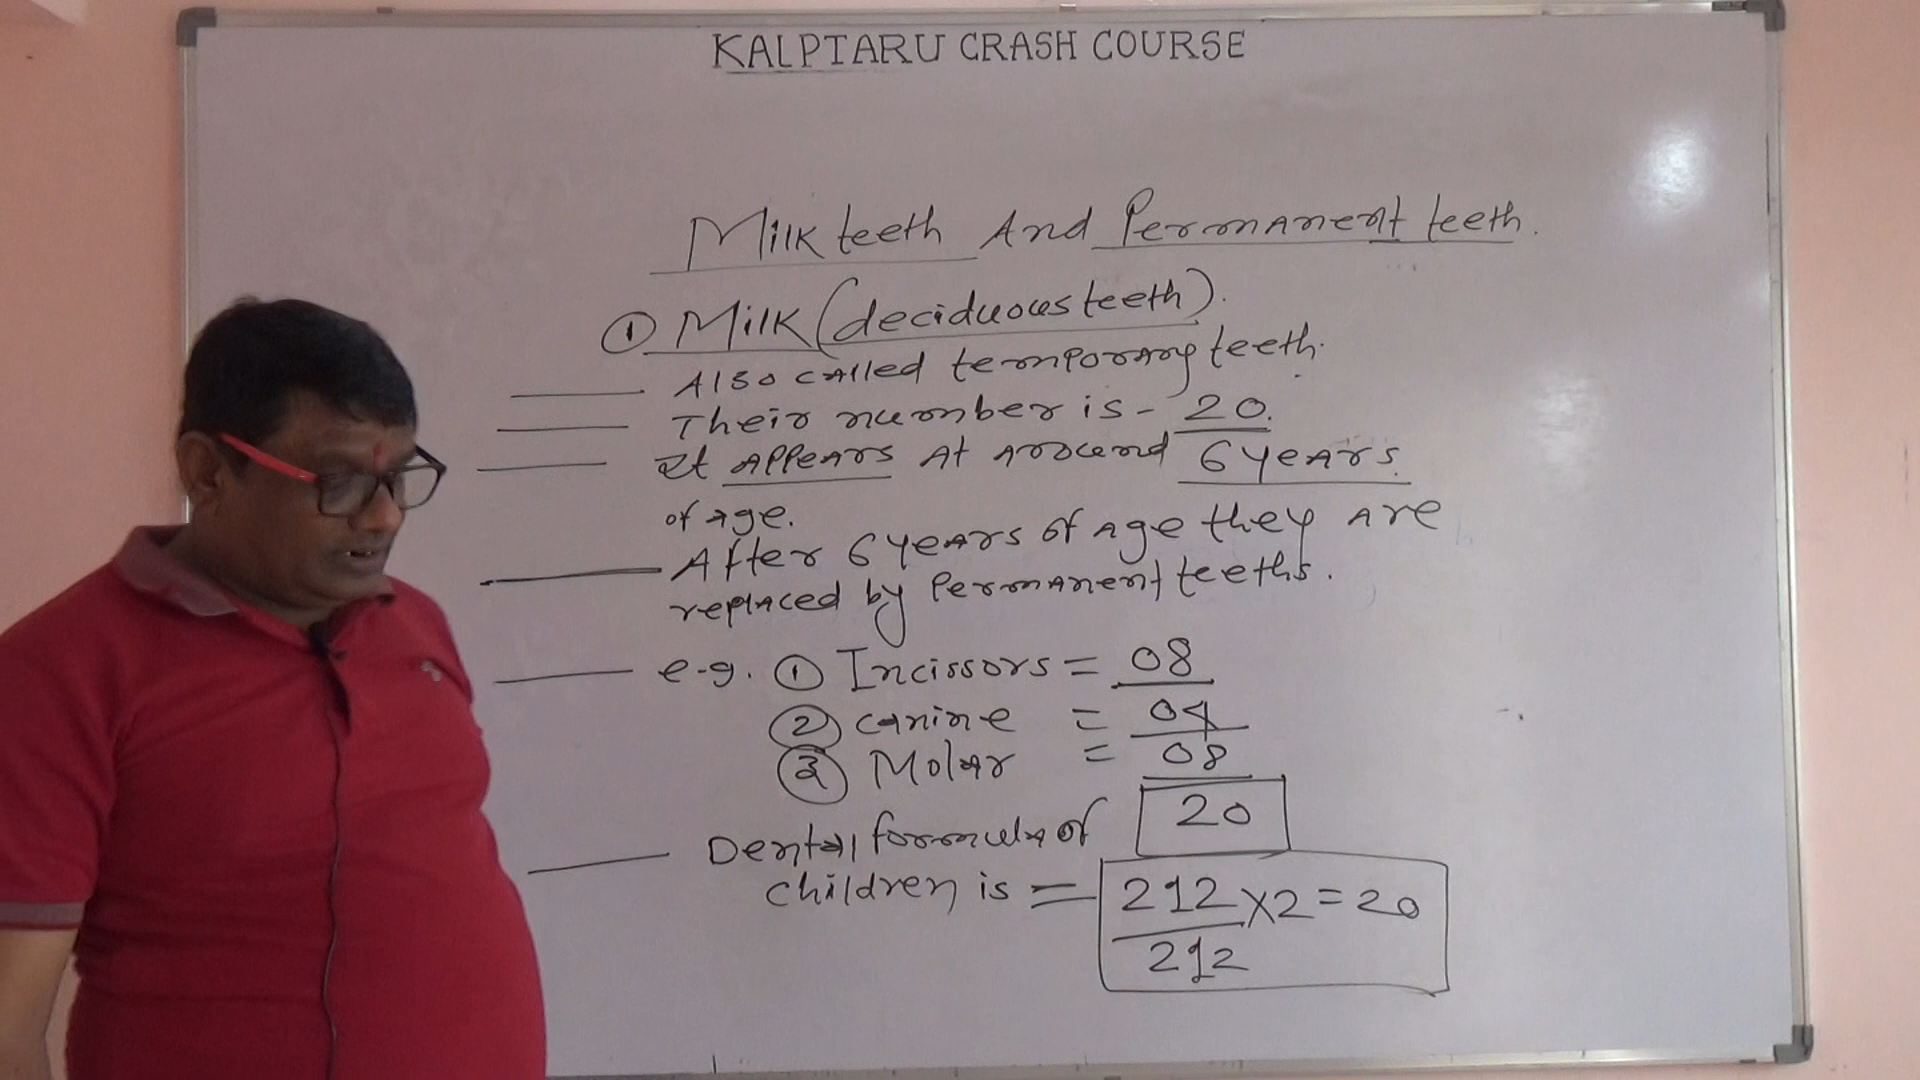 KALPTARU CRASH COURSE
Milk teeth And Permanent teeth.
① Milk (deciduous teeth).
Also called temporary teeth.
Their number is - 20.
It appears at around 6 years
of age.
After 6 years of age they are
replaced by permanent teeths.
e.g. ① Incissors = 08
② canine = 04
③ Molar = 08
20
Dental formula of
children is = 212/212 x2 = 20